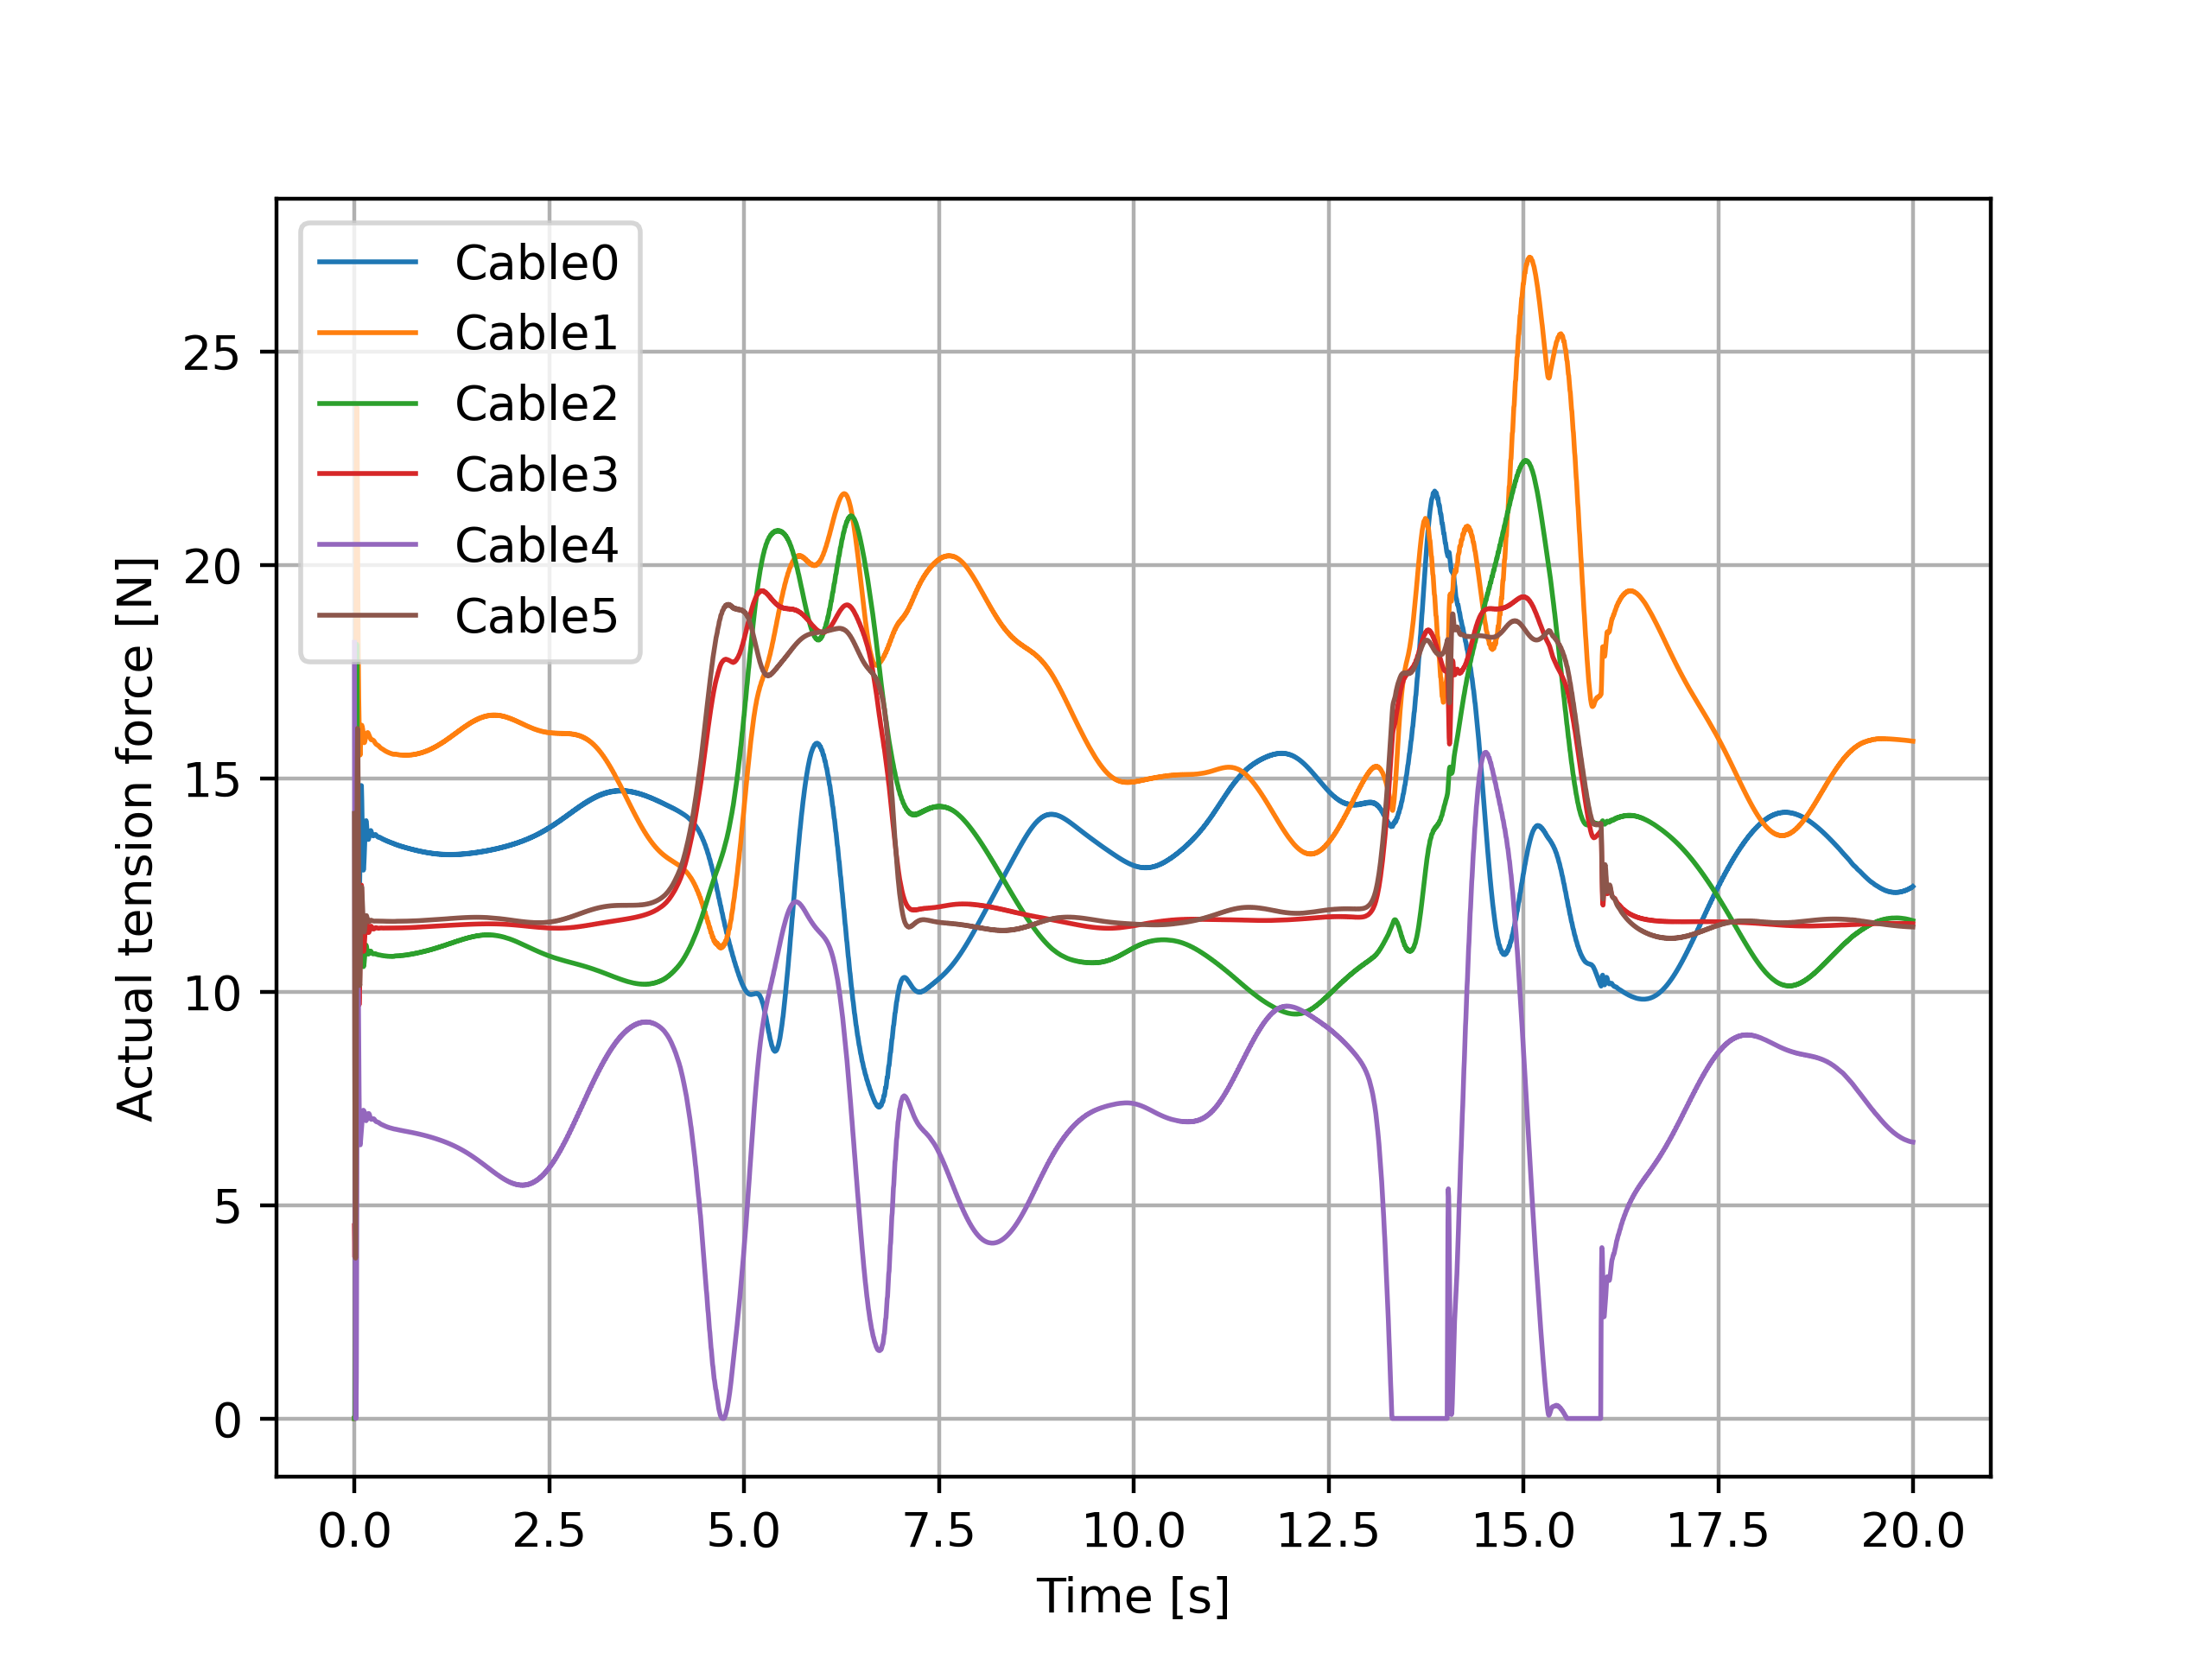 Cable0
Cable1
Cable2
Cable3
Cable4
Cable5
Actual tension force [N]
25
20
15
10
5
0
0.0 2.5 5.0 7.5 10.0 12.5 15.0 17.5 20.0
Time [s]